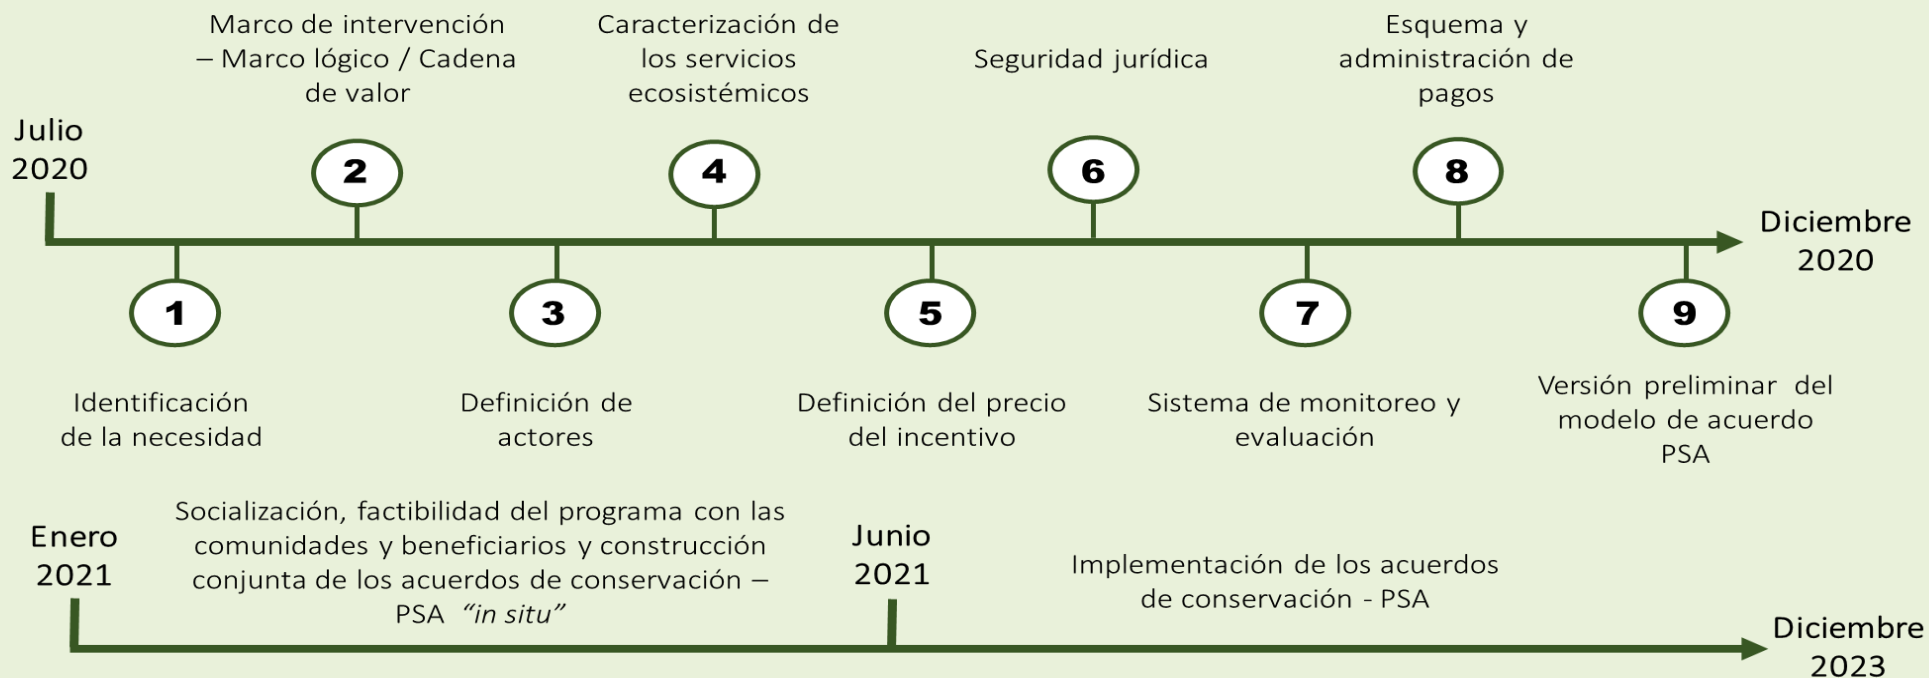 Julio
2020
Marco de intervención
– Marco lógico / Cadena
de valor
Caracterización de
los servicios
ecosistémicos
Seguridad jurídica
Esquema y
administración de
pagos
2
4
6
8
Diciembre
2020
1
3
5
7
9
Identificación
de la necesidad
Definición de
actores
Definición del precio
del incentivo
Sistema de monitoreo y
evaluación
Versión preliminar del
modelo de acuerdo
PSA
Enero
2021
Socialización, factibilidad del programa con las
comunidades y beneficiarios y construcción
conjunta de los acuerdos de conservación –
PSA “in situ”
Junio
2021
Implementación de los acuerdos
de conservación - PSA
Diciembre
2023